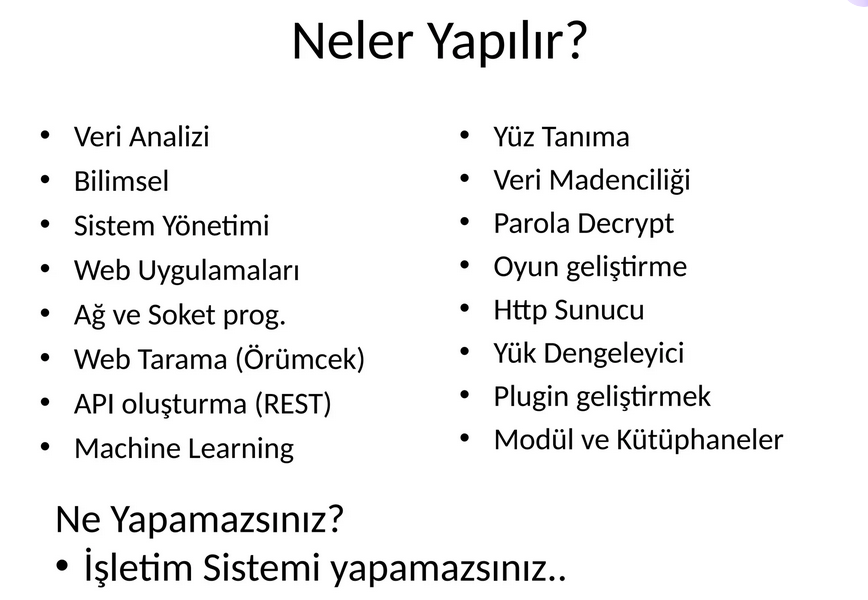 Neler Yapılır?
• Veri Analizi
• Bilimsel
• Sistem Yönetimi
• Web Uygulamaları
• Ağ ve Soket prog.
• Web Tarama (Örümcek)
• API oluşturma (REST)
• Machine Learning
• Yüz Tanıma
• Veri Madenciliği
• Parola Decrypt
• Oyun geliştirme
• Http Sunucu
• Yük Dengeleyici
• Plugin geliştirmek
• Modül ve Kütüphaneler
Ne Yapamazsınız?
• İşletim Sistemi yapamazsınız..